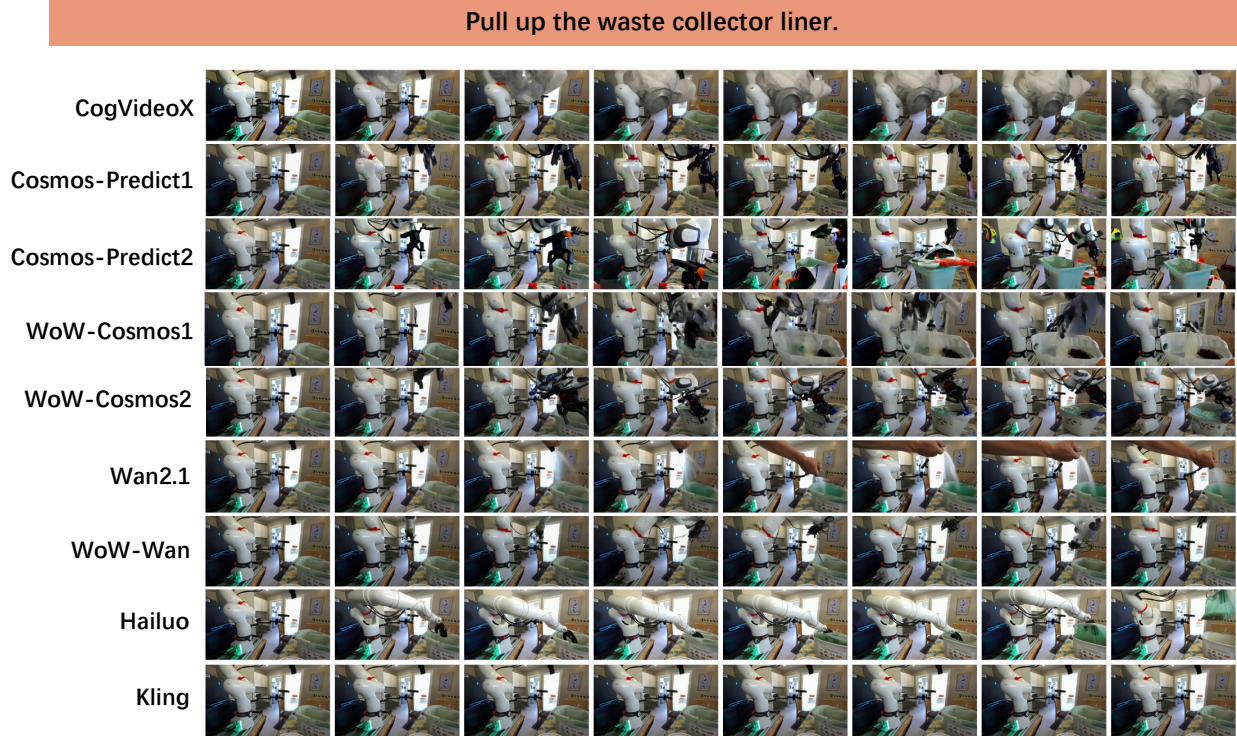 Pull up the waste collector liner.
CogVideoX
Cosmos-Predict1
Cosmos-Predict2
WoW-Cosmos1
WoW-Cosmos2
Wan2.1
WoW-Wan
Hailuo
Kling